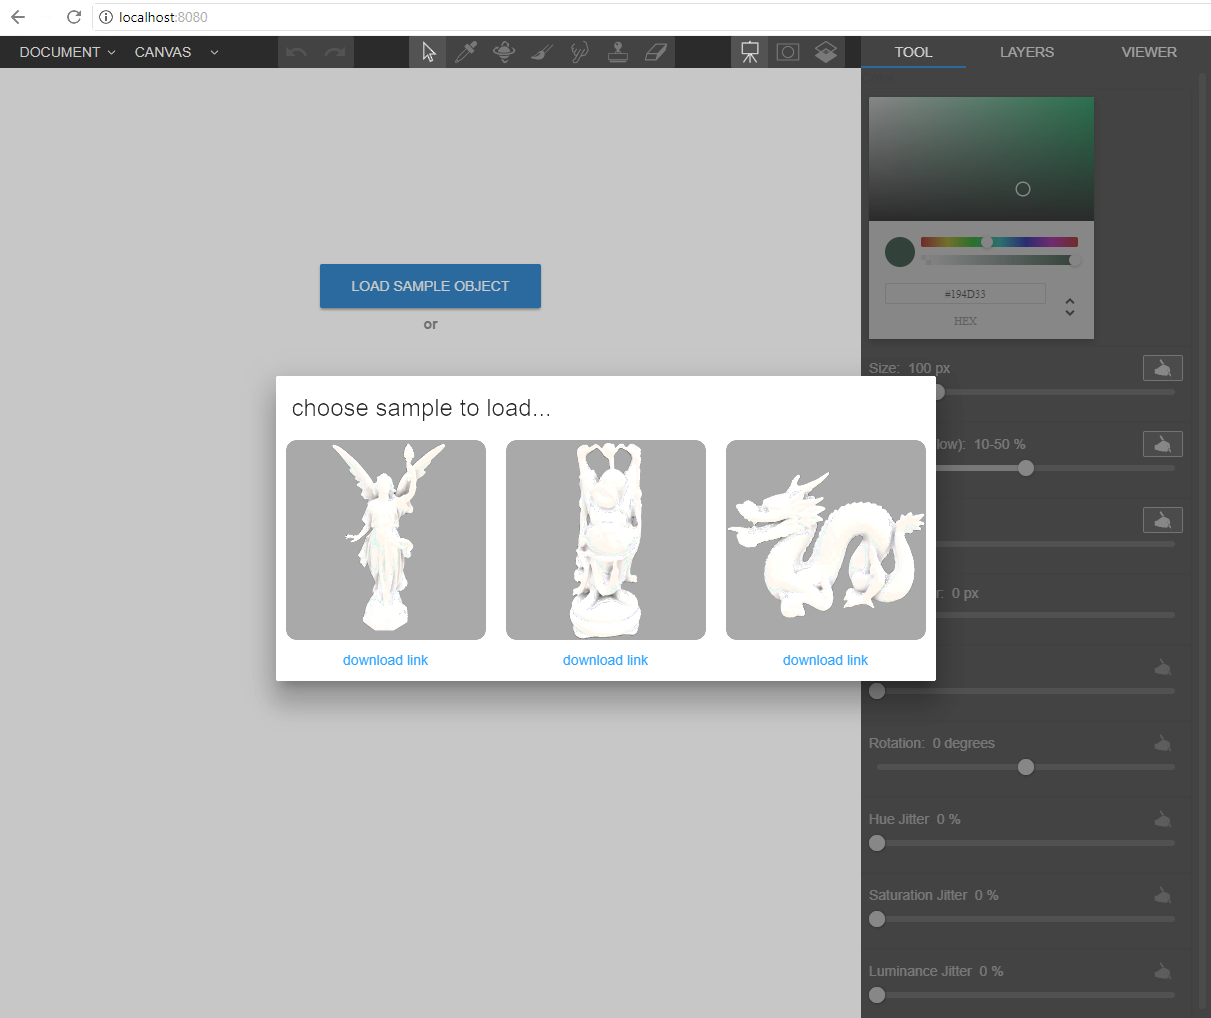 localhost:8080
DOCUMENT CANVAS TOOL LAYERS VIEWER
LOAD SAMPLE OBJECT
or
#194D33
HEX
Size: 100 px
choose sample to load...
low): 10-50 %
r: 0 px
download link download link download link
Rotation: 0 degrees
Hue Jitter 0 %
Saturation Jitter 0 %
Luminance Jitter 0 %